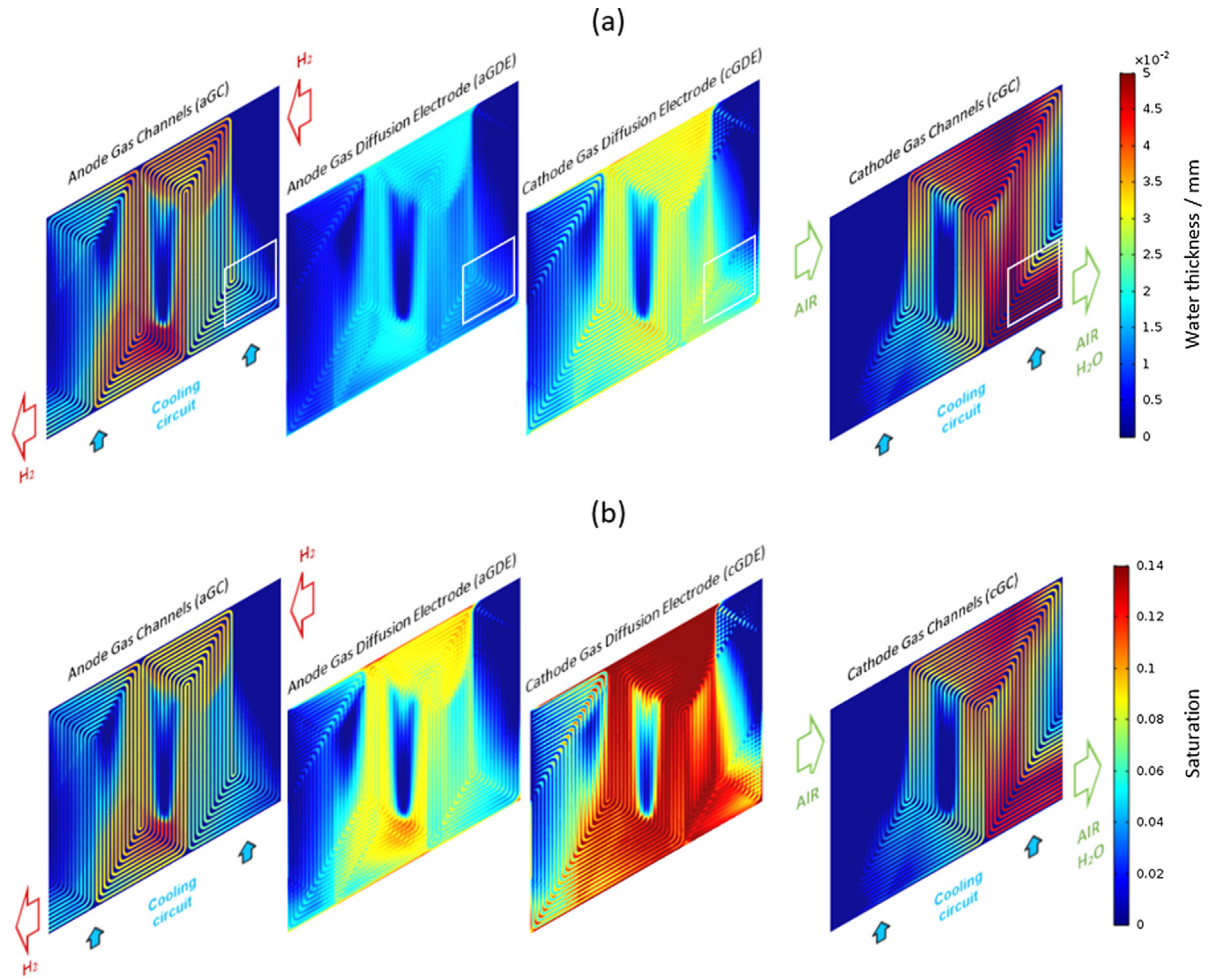 (a)
H2
Anode Gas Channels (aGC)
Anode Gas Diffusion Electrode (aGDE)
Cathode Gas Diffusion Electrode (cGDE)
Cathode Gas Channels (cGC)
×10-2
5
4.5
4
3.5
3
2.5
2
1.5
1
0.5
0
Water thickness / mm
AIR
AIR
H2O
Cooling
circuit
Cooling
circuit
H2
(b)
H2
Anode Gas Channels (aGC)
Anode Gas Diffusion Electrode (aGDE)
Cathode Gas Diffusion Electrode (cGDE)
Cathode Gas Channels (cGC)
0.14
0.12
0.1
0.08
0.06
0.04
0.02
0
Saturation
AIR
AIR
H2O
Cooling
circuit
Cooling
circuit
H2